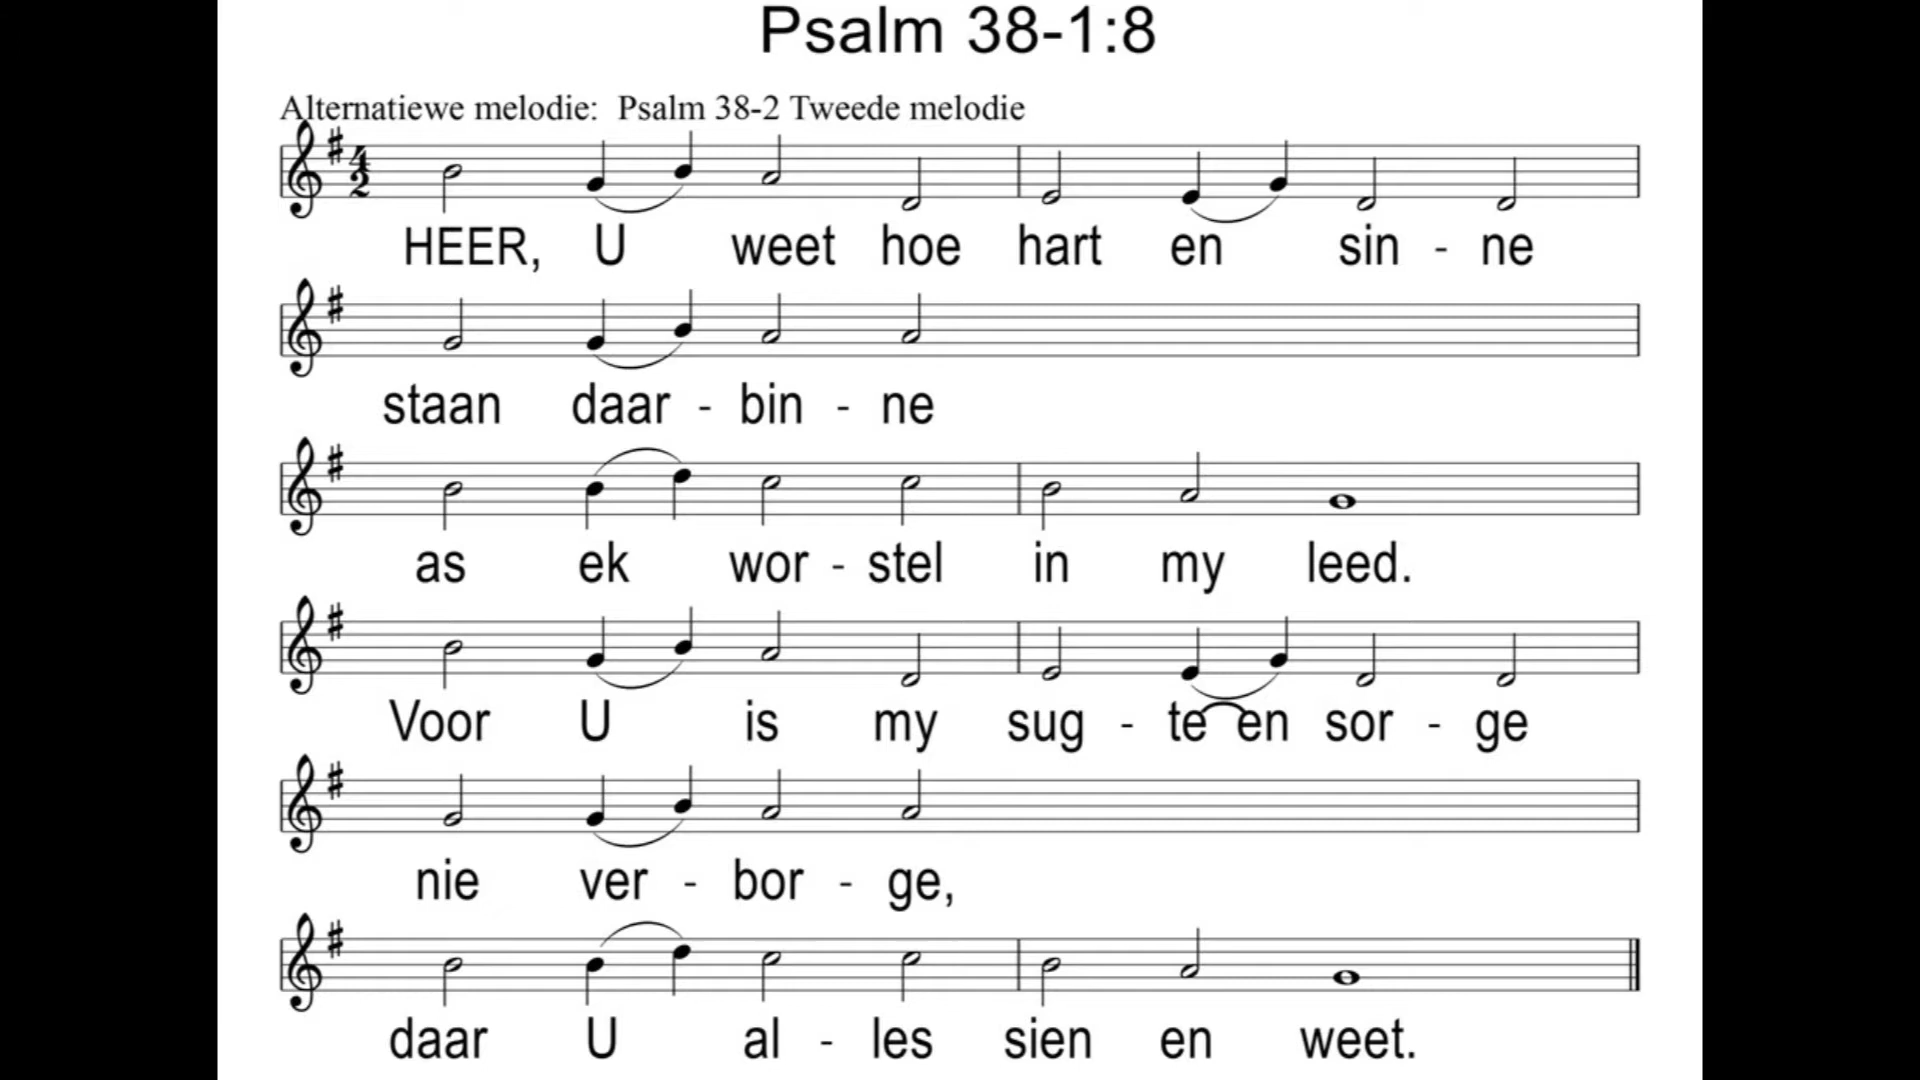 Psalm 38-1:8
Alternatiewe melodie: Psalm 38-2 Tweede melodie
4
2
HEER, U weet hoe hart en sin - ne
staan daar - bin - ne
as ek wor - stel in my leed.
Voor U is my sug - te en sor - ge
nie ver - bor - ge,
daar U al - les sien en weet.